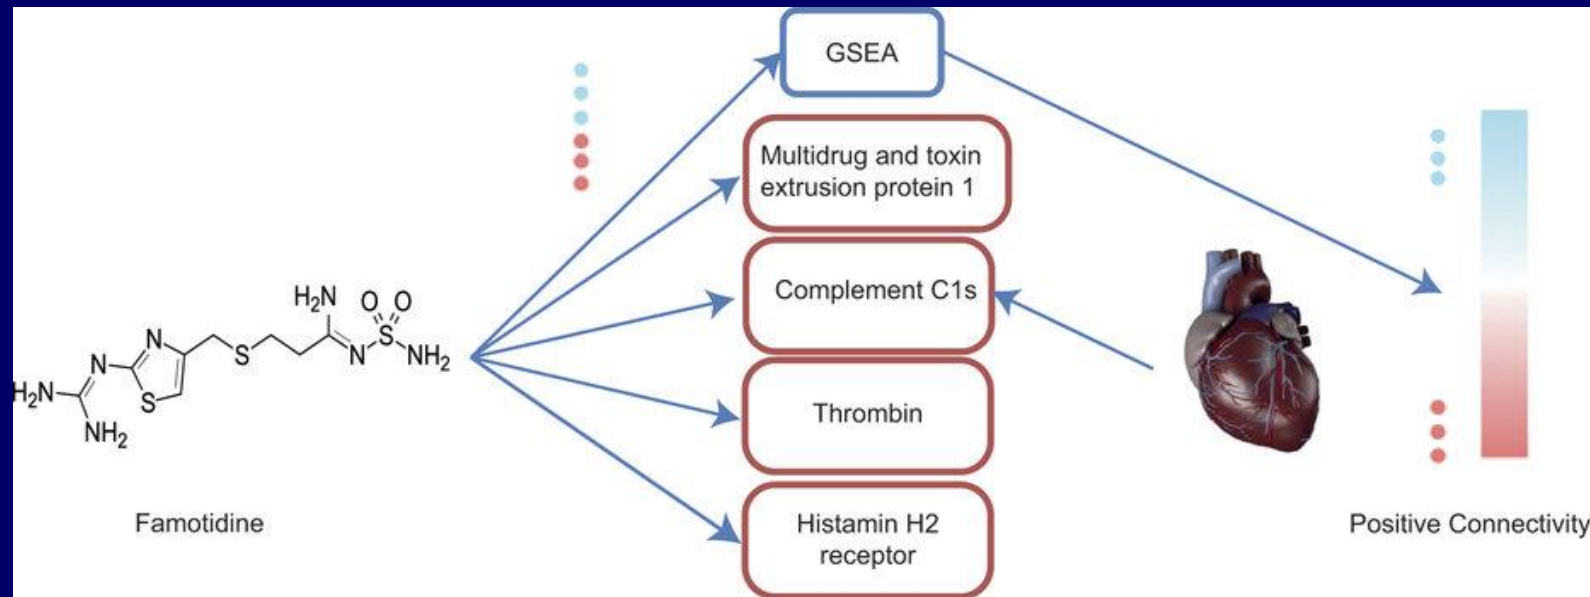 GSEA
Multidrug and toxin
extrusion protein 1
Complement C1s
Thrombin
Histamin H2
receptor
H₂N
O O
S
NH₂
N
N
S
N
H₂N
S
NH₂
Famotidine
Positive Connectivity